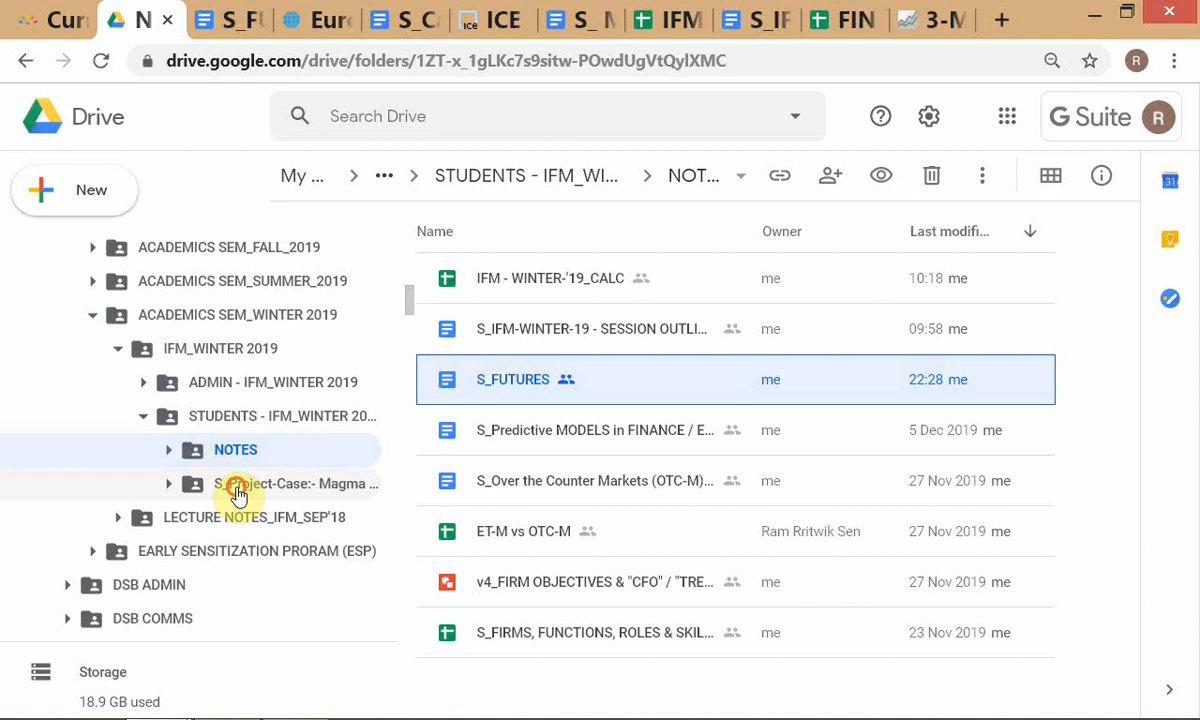 Curr
N
S_FU
Euro
S_Ca
ice
ICE
S_ M
IFM
S_IF
FIN
3-M
drive.google.com/drive/folders/1ZT-x_1gLKc7s9sitw-POwdUgVtQylXMC
R
Drive
Search Drive
G Suite
R
New
My ...
STUDENTS - IFM_WI...
NOT...
31
ACADEMICS SEM_FALL_2019
ACADEMICS SEM_SUMMER_2019
ACADEMICS SEM_WINTER 2019
IFM_WINTER 2019
ADMIN - IFM_WINTER 2019
STUDENTS - IFM_WINTER 20...
NOTES
S_Project-Case:- Magma ...
LECTURE NOTES_IFM_SEP'18
EARLY SENSITIZATION PRORAM (ESP)
DSB ADMIN
DSB COMMS
Storage
18.9 GB used
Name Owner Last modifi...
IFM - WINTER-'19_CALC me 10:18 me
S_IFM-WINTER-19 - SESSION OUTLI... me 09:58 me
S_FUTURES me 22:28 me
S_Predictive MODELS in FINANCE / E... me 5 Dec 2019 me
S_Over the Counter Markets (OTC-M)... me 27 Nov 2019 me
ET-M vs OTC-M Ram Rritwik Sen 27 Nov 2019 me
v4_FIRM OBJECTIVES & "CFO" / "TRE... me 27 Nov 2019 me
S_FIRMS, FUNCTIONS, ROLES & SKIL... me 23 Nov 2019 me